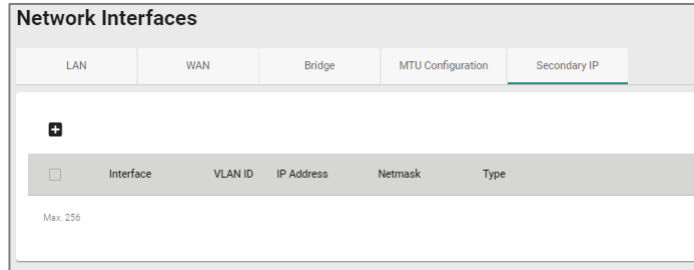 Network Interfaces
LAN WAN Bridge MTU Configuration Secondary IP
Interface VLAN ID IP Address Netmask Type
Max. 256